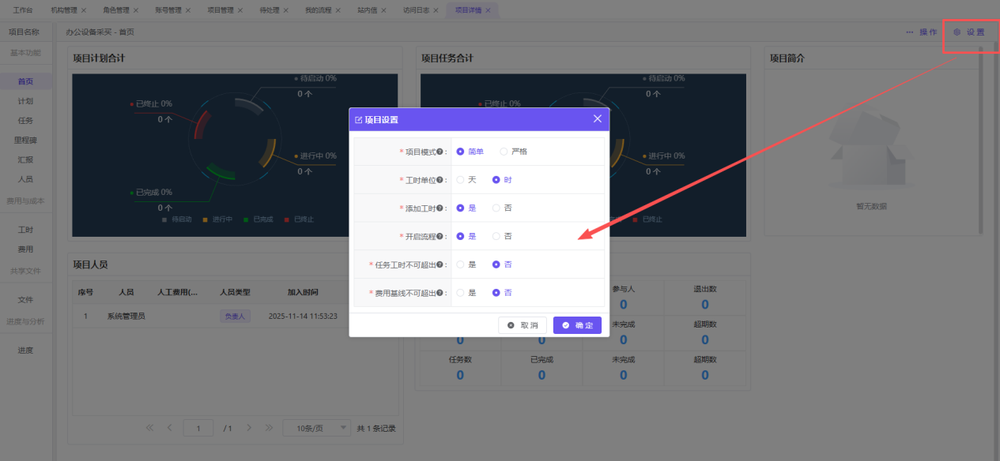 工作台 机构管理 角色管理 账号管理 项目管理 待处理 我的流程 站内信 访问日志 项目详情
项目名称 办公设备采买 - 首页 操作 设置
基本功能
首页
计划
任务
里程碑
汇报
人员
费用与成本
工时
费用
共享文件
文件
进度与分析
进度
项目计划合计
待启动 0%
0 个
已终止 0%
0 个
进行中 0%
0 个
已完成 0%
0 个
待启动 进行中 已完成 已终止
项目任务合计
待启动 0%
0 个
已终止 0%
进行中 0%
0 个
已终止
项目简介
暂无数据
项目设置
* 项目模式 : 简单 严格
* 工时单位 : 天 时
* 添加工时 : 是 否
* 开启流程 : 是 否
* 任务工时不可超出 : 是 否
* 费用基线不可超出 : 是 否
取消 确定
项目人员
序号 人员 人工费用(... 人员类型 加入时间
1 系统管理员 负责人 2025-11-14 11:53:23
1 / 1 10条/页 共 1 条记录
参与人 退出数
0 0
未完成 超期数
0 0 0 0
任务数 已完成 未完成 超期数
0 0 0 0